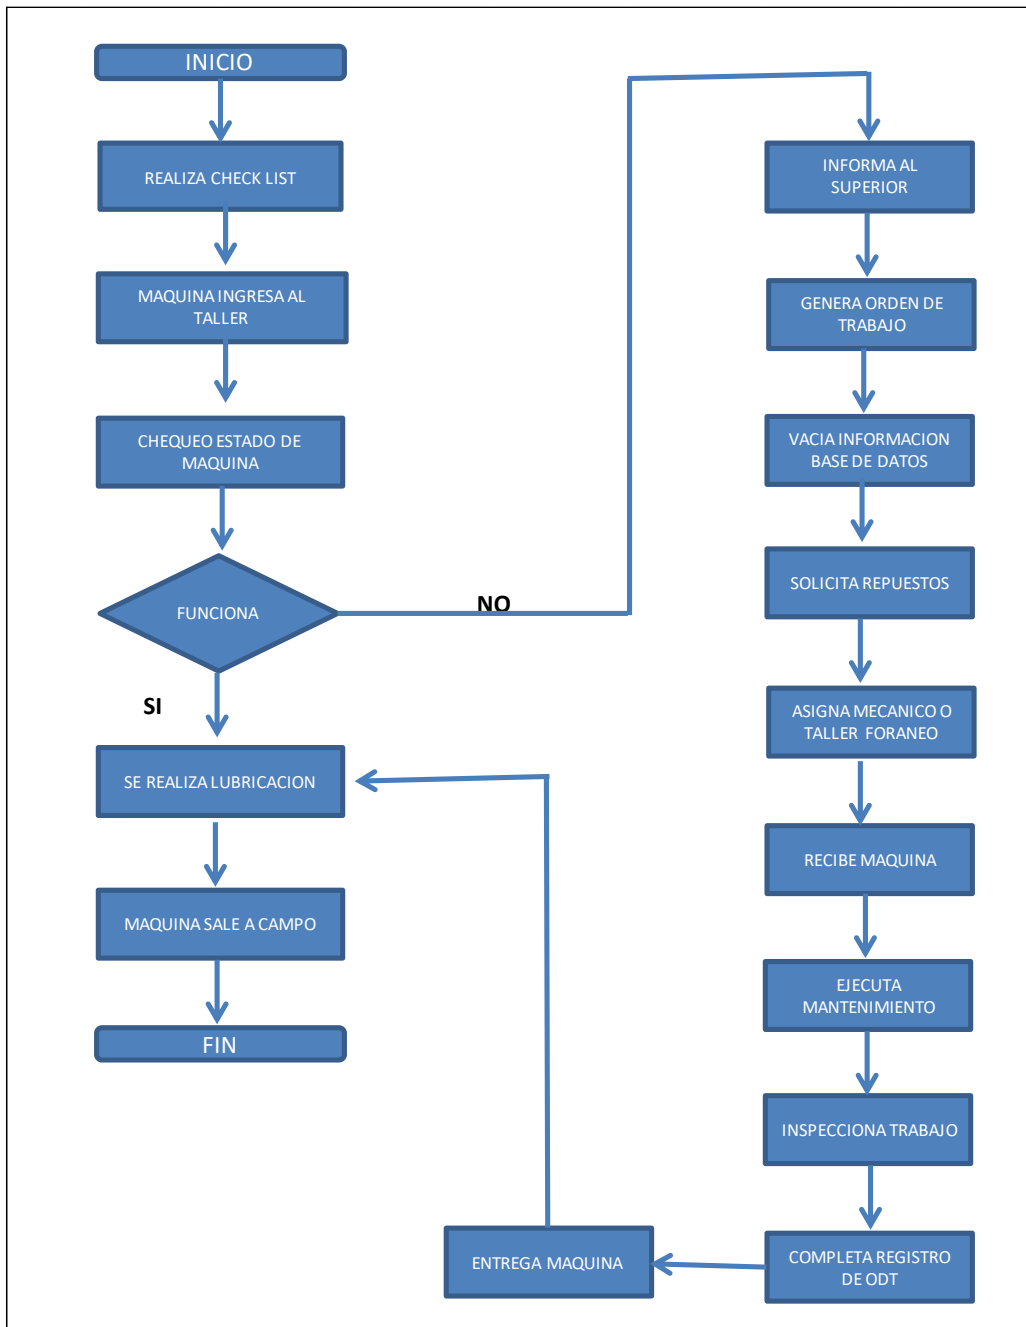 INICIO
REALIZA CHECK LIST
MAQUINA INGRESA AL
TALLER
CHEQUEO ESTADO DE
MAQUINA
FUNCIONA
NO
SI
SE REALIZA LUBRICACION
MAQUINA SALE A CAMPO
FIN
INFORMA AL
SUPERIOR
GENERA ORDEN DE
TRABAJO
VACIA INFORMACION
BASE DE DATOS
SOLICITA REPUESTOS
ASIGNA MECANICO O
TALLER FORANEO
RECIBE MAQUINA
EJECUTA
MANTENIMIENTO
INSPECCIONA TRABAJO
COMPLETA REGISTRO
DE ODT
ENTREGA MAQUINA